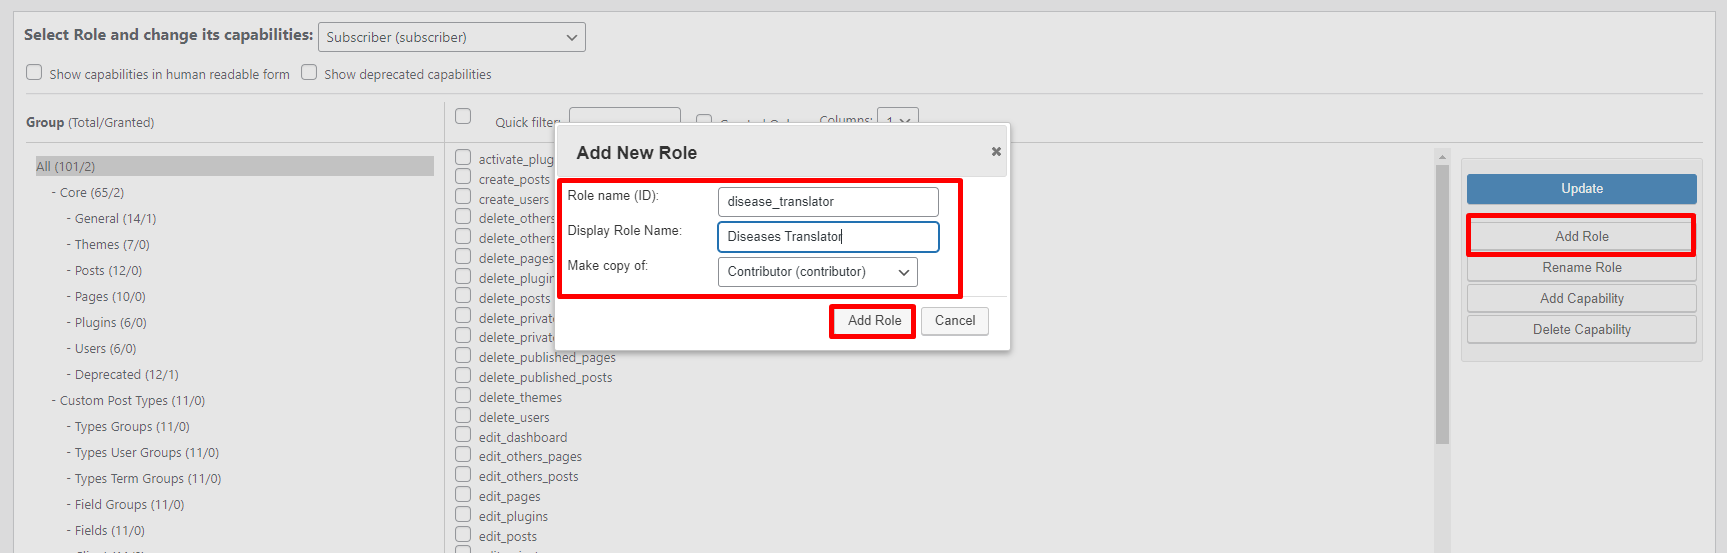 Select Role and change its capabilities: Subscriber (subscriber)
Show capabilities in human readable form Show deprecated capabilities
Group (Total/Granted)
Quick filter: Columns: 1
All (101/2)
- Core (65/2)
- General (14/1)
- Themes (7/0)
- Posts (12/0)
- Pages (10/0)
- Plugins (6/0)
- Users (6/0)
- Deprecated (12/1)
- Custom Post Types (11/0)
- Types Groups (11/0)
- Types User Groups (11/0)
- Types Term Groups (11/0)
- Field Groups (11/0)
- Fields (11/0)
activate_plug
create_posts
create_users
delete_others
delete_others
delete_pages
delete_plugin
delete_posts
delete_privat
delete_privat
delete_published_pages
delete_published_posts
delete_themes
delete_users
edit_dashboard
edit_others_pages
edit_others_posts
edit_pages
edit_plugins
edit_posts
Add New Role
Role name (ID): disease_translator
Display Role Name: Diseases Translator
Make copy of: Contributor (contributor)
Add Role Cancel
Update
Add Role
Rename Role
Add Capability
Delete Capability